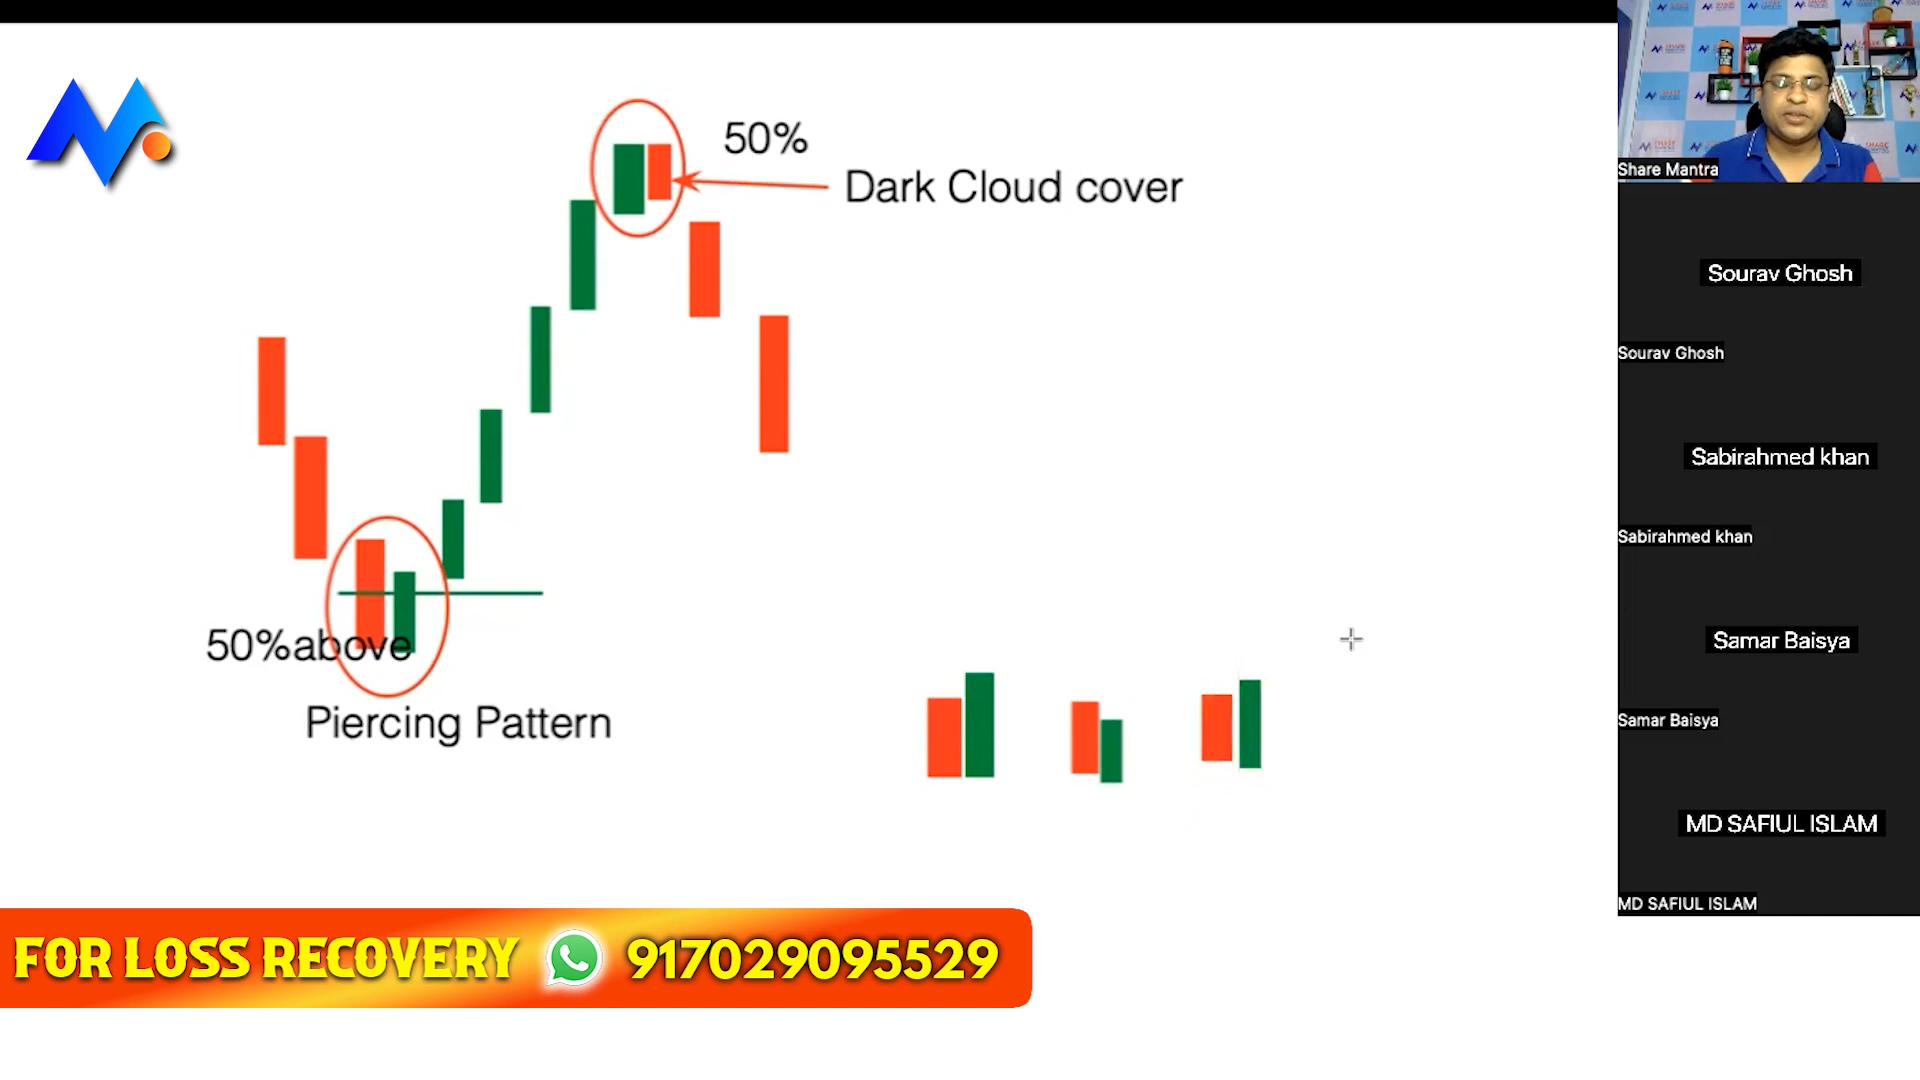 50%
Dark Cloud cover
50%above
Piercing Pattern
FOR LOSS RECOVERY 917029095529
Share Mantra
Sourav Ghosh
Sourav Ghosh
Sabirahmed khan
Sabirahmed khan
Samar Baisya
Samar Baisya
MD SAFIUL ISLAM
MD SAFIUL ISLAM